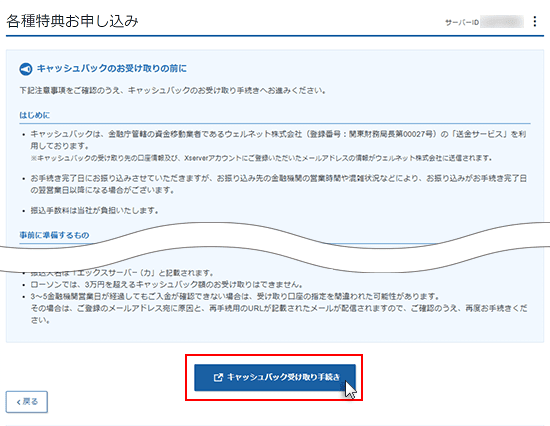 各種特典お申し込み
サーバーID
キャッシュバックのお受け取りの前に
下記注意事項をご確認のうえ、キャッシュバックのお受け取り手続きへお進みください。
はじめに
• キャッシュバックは、金融庁管轄の資金移動業者であるウェルネット株式会社（登録番号：関東財務局長第00027号）の「送金サービス」を利
用しております。
※キャッシュバックの受け取り先の口座情報及び、Xserverアカウントにご登録いただいたメールアドレスの情報がウェルネット株式会社に送信されます。
• お手続き完了日にお振り込みさせていただきますが、お振り込み先の金融機関の営業時間や混雑状況などにより、お振り込みがお手続き完了日
の翌営業日以降になる場合がございます。
• 振込手数料は当社が負担いたします。
事前に準備するもの
• 振込人名は「エックスサーバー（カ）と記載されます。
• ローソンでは、3万円を超えるキャッシュバック額のお受け取りはできません。
• 3～5金融機関営業日が経過してもご入金が確認できない場合は、受け取り口座の指定を間違われた可能性があります。
その場合は、ご登録のメールアドレス宛に原因と、再手続用のURLが記載されたメールが配信されますので、ご確認のうえ、再度お手続きくだ
さい。
キャッシュバック受け取り手続き
戻る